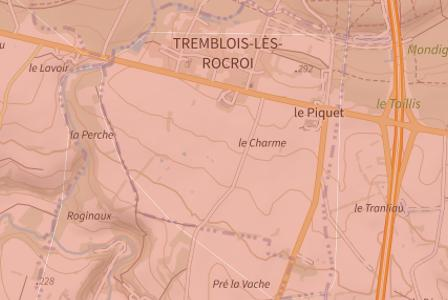 TREMBLOIS-LÈS-
ROCROI
Mondig
u
le Lavoir
.292
le Taillis
le Piquet
la Perche
le Charme
Roginaux
le Tranliau
.228
Pré la Vache